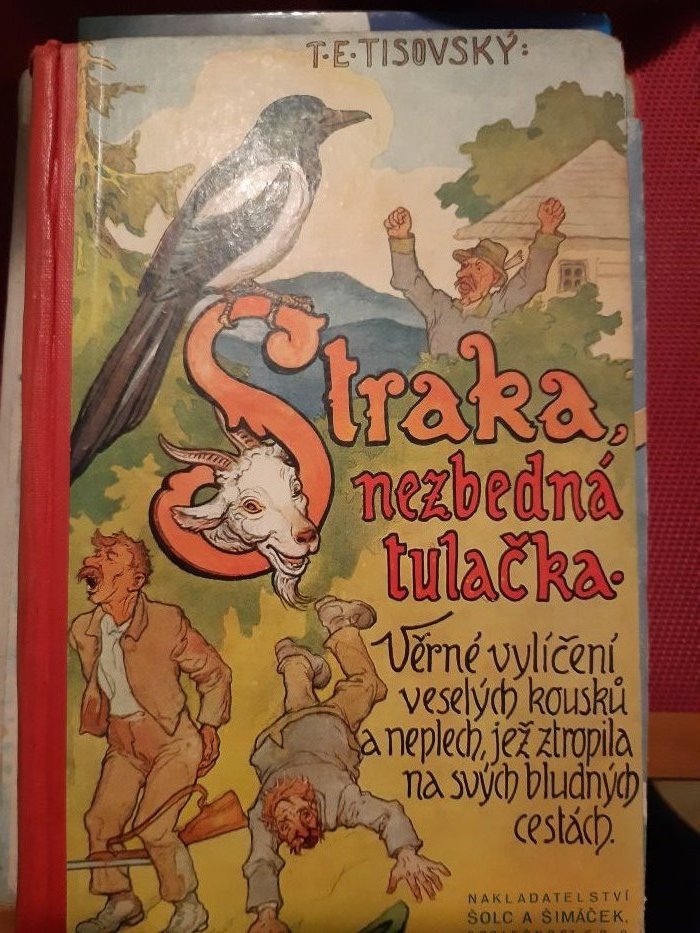 T·E·TISOVSKÝ:
Straka,
nezbedná
tulačka.
Věrné vylíčení
veselých kousků
a neplech, jež ztropila
na svých bludných
cestách.
NAKLADATELSTVÍ
ŠOLC A ŠIMÁČEK,